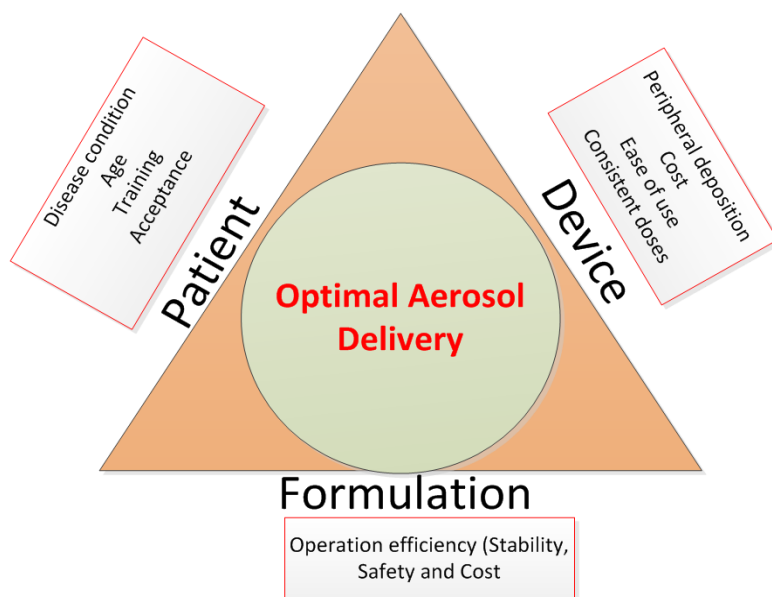 Disease condition
Age
Training
Acceptance
Patient
Peripheral deposition
Cost
Ease of use
Consistent doses
Device
Optimal Aerosol
Delivery
Formulation
Operation efficiency (Stability,
Safety and Cost